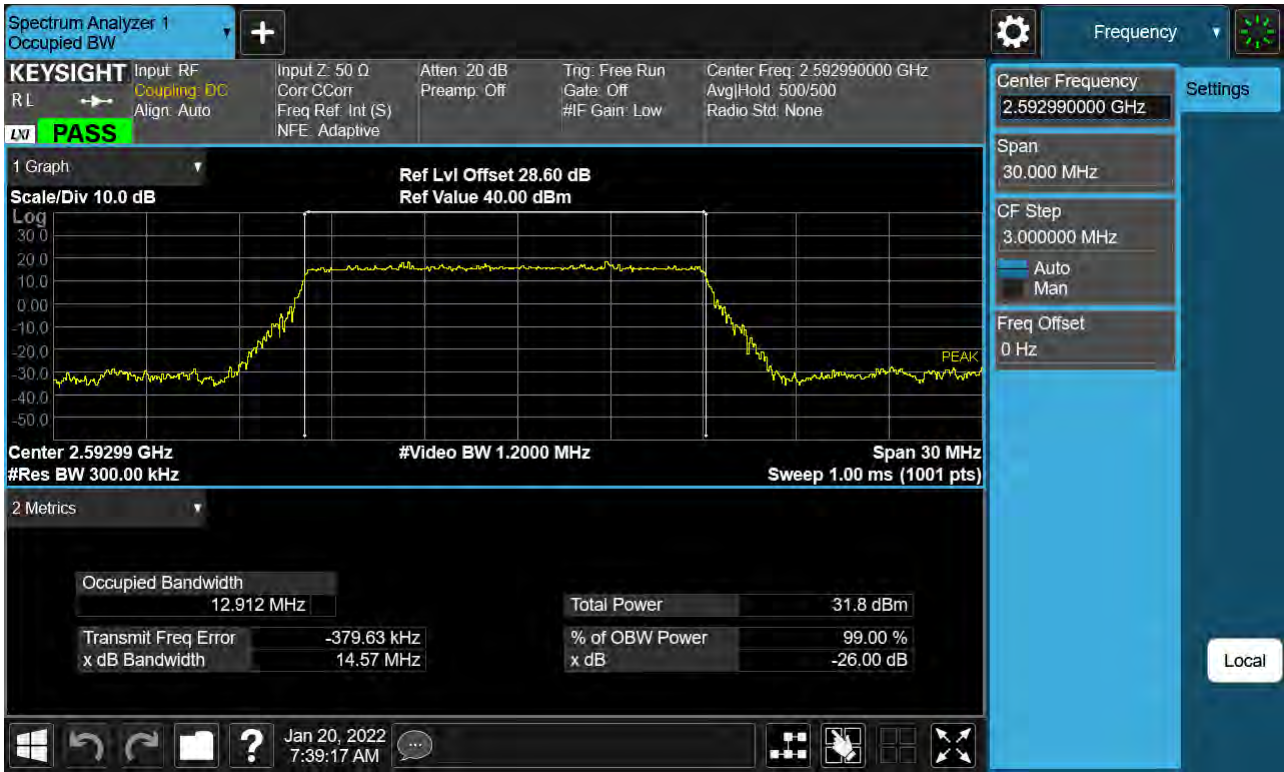 Spectrum Analyzer 1
Occupied BW
Frequency
KEYSIGHT
RL
LXI
PASS
Input: RF
Coupling: DC
Align: Auto
Input Z: 50 Ω
Corr CCorr
Freq Ref: Int (S)
NFE: Adaptive
Atten: 20 dB
Preamp: Off
Trig: Free Run
Gate: Off
#IF Gain: Low
Center Freq: 2.592990000 GHz
Avg|Hold: 500/500
Radio Std: None
Center Frequency
2.592990000 GHz
Settings
Span
30.000 MHz
CF Step
3.000000 MHz
Auto
Man
Freq Offset
0 Hz
Local
1 Graph
Scale/Div 10.0 dB
Ref Lvl Offset 28.60 dB
Ref Value 40.00 dBm
Log
30.0
20.0
10.0
0.00
-10.0
-20.0
-30.0
-40.0
-50.0
PEAK
Center 2.59299 GHz
#Video BW 1.2000 MHz
Span 30 MHz
#Res BW 300.00 kHz
Sweep 1.00 ms (1001 pts)
2 Metrics
Occupied Bandwidth
12.912 MHz
Total Power 31.8 dBm
Transmit Freq Error -379.63 kHz
% of OBW Power 99.00 %
x dB Bandwidth 14.57 MHz
x dB -26.00 dB
?
Jan 20, 2022
7:39:17 AM